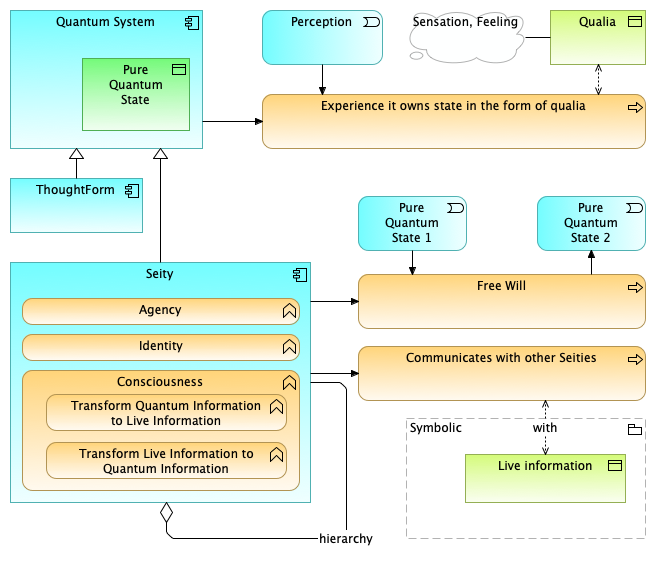 Quantum System
Pure
Quantum
State
Perception
Sensation, Feeling
Qualia
Experience it owns state in the form of qualia
ThoughtForm
Pure
Quantum
State 1
Pure
Quantum
State 2
Seity
Agency
Identity
Consciousness
Transform Quantum Information
to Live Information
Transform Live Information to
Quantum Information
Free Will
Communicates with other Seities
Symbolic
with
Live information
hierarchy